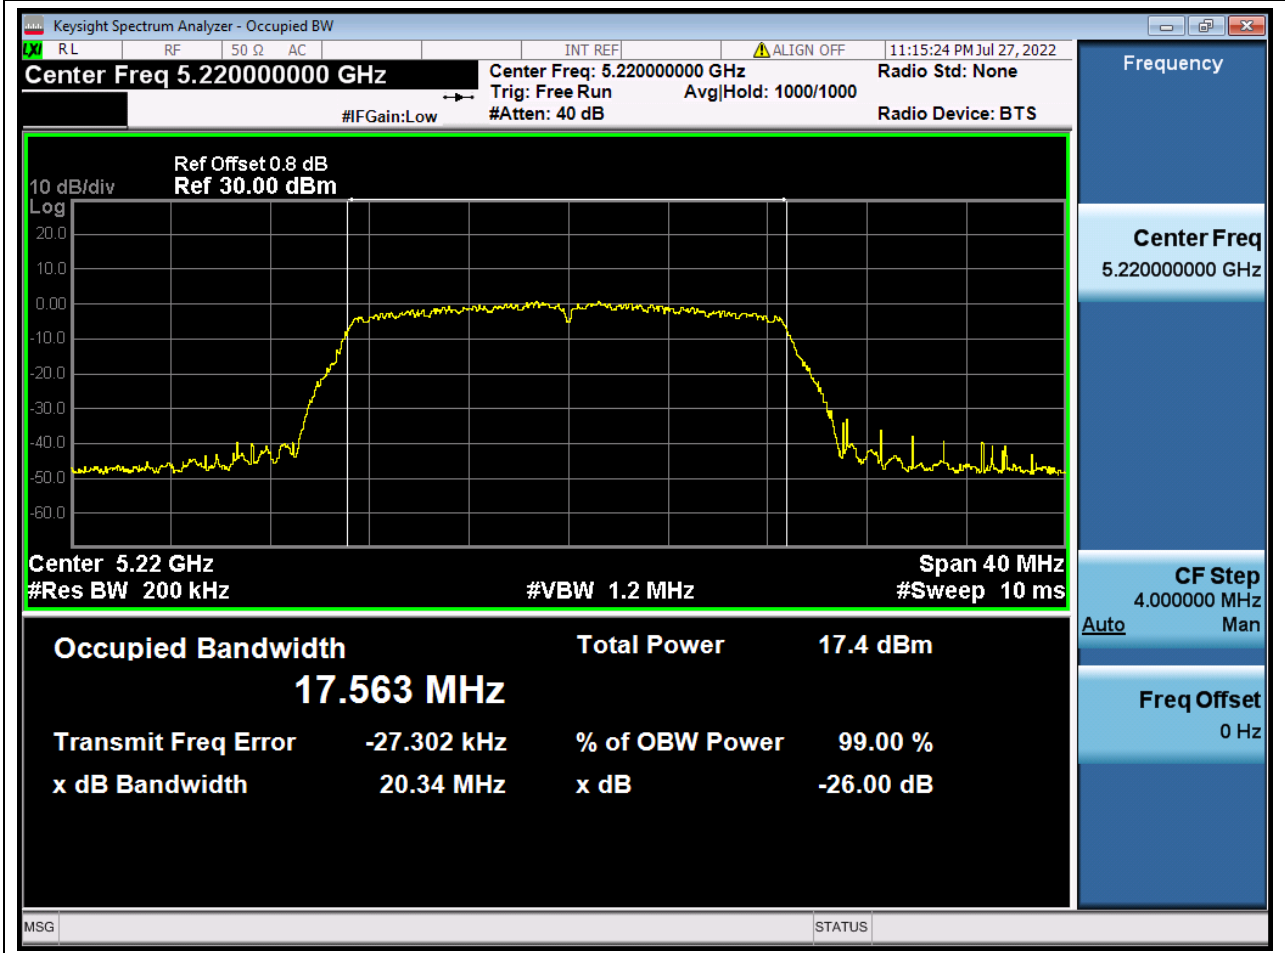 Keysight Spectrum Analyzer - Occupied BW
LXI RL RF 50 Ω AC INT REF ALIGN OFF 11:15:24 PM Jul 27, 2022
Center Freq 5.220000000 GHz
Center Freq: 5.220000000 GHz
Radio Std: None
Trig: Free Run Avg|Hold: 1000/1000
#IFGain:Low
#Atten: 40 dB
Radio Device: BTS
Ref Offset 0.8 dB
10 dB/div Ref 30.00 dBm
Log
20.0
10.0
0.00
-10.0
-20.0
-30.0
-40.0
-50.0
-60.0
Center 5.22 GHz Span 40 MHz
#Res BW 200 kHz #VBW 1.2 MHz #Sweep 10 ms
Occupied Bandwidth Total Power 17.4 dBm
17.563 MHz
Transmit Freq Error -27.302 kHz % of OBW Power 99.00 %
x dB Bandwidth 20.34 MHz x dB -26.00 dB
MSG STATUS
Frequency
Center Freq
5.220000000 GHz
CF Step
4.000000 MHz
Auto Man
Freq Offset
0 Hz